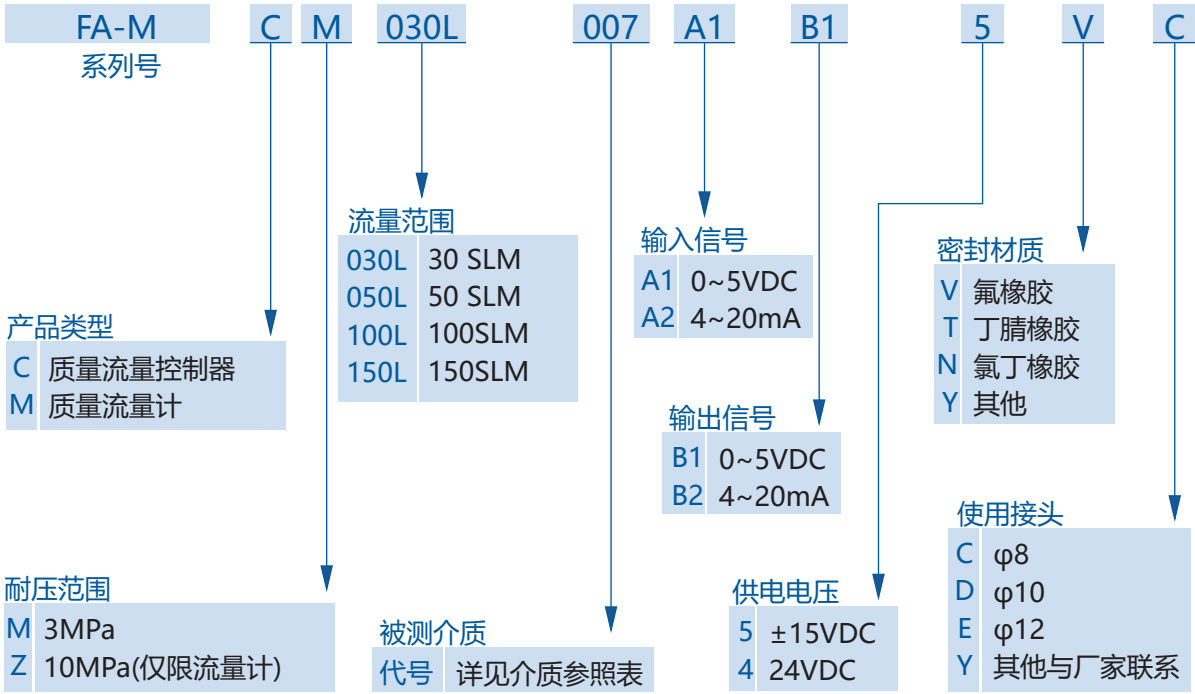 FA-M C M 030L 007 A1 B1 5 V C
系列号
流量范围
030L 30 SLM
050L 50 SLM
100L 100SLM
150L 150SLM
输入信号
A1 0~5VDC
A2 4~20mA
密封材质
V 氟橡胶
T 丁腈橡胶
N 氯丁橡胶
Y 其他
产品类型
C 质量流量控制器
M 质量流量计
输出信号
B1 0~5VDC
B2 4~20mA
使用接头
C φ8
D φ10
E φ12
Y 其他与厂家联系
耐压范围
M 3MPa
Z 10MPa(仅限流量计)
被测介质
代号 详见介质参照表
供电电压
5 ±15VDC
4 24VDC